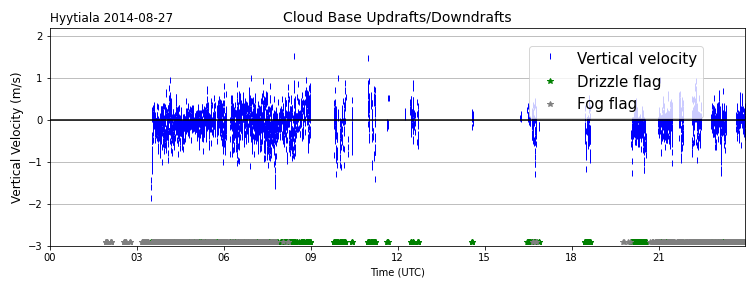 Hyytiala 2014-08-27
Cloud Base Updrafts/Downdrafts
Vertical Velocity (m/s)
2
1
0
−1
−2
−3
Vertical velocity
Drizzle flag
Fog flag
00 03 06 09 12 15 18 21
Time (UTC)